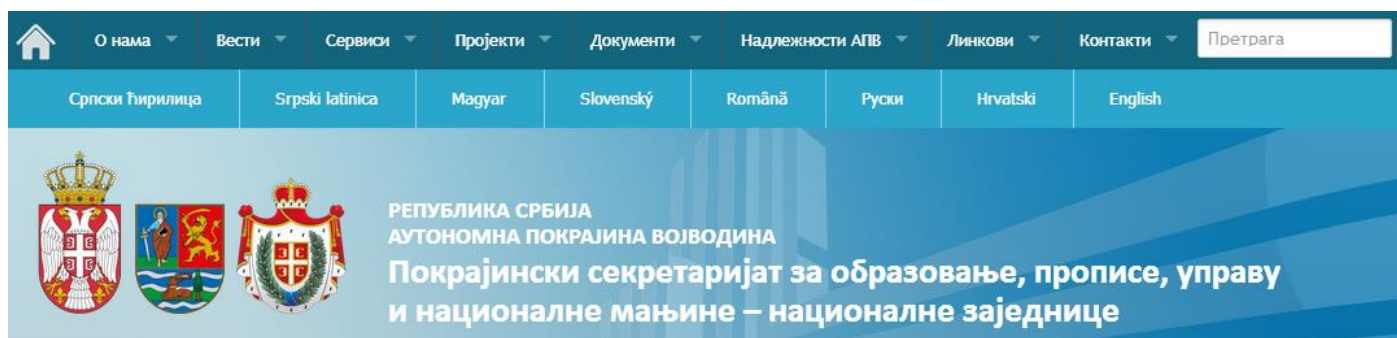 О нама Вести Сервиси Пројекти Документи Надлежности АПВ Линкови Контакти Претрага
Српски Ћирилица Srpski latinica Magyar Slovenský Română Руски Hrvatski English
РЕПУБЛИКА СРБИЈА
АУТОНОМНА ПОКРАЈИНА ВОЈВОДИНА
Покрајински секретаријат за образовање, прописе, управу
и националне мањине – националне заједнице